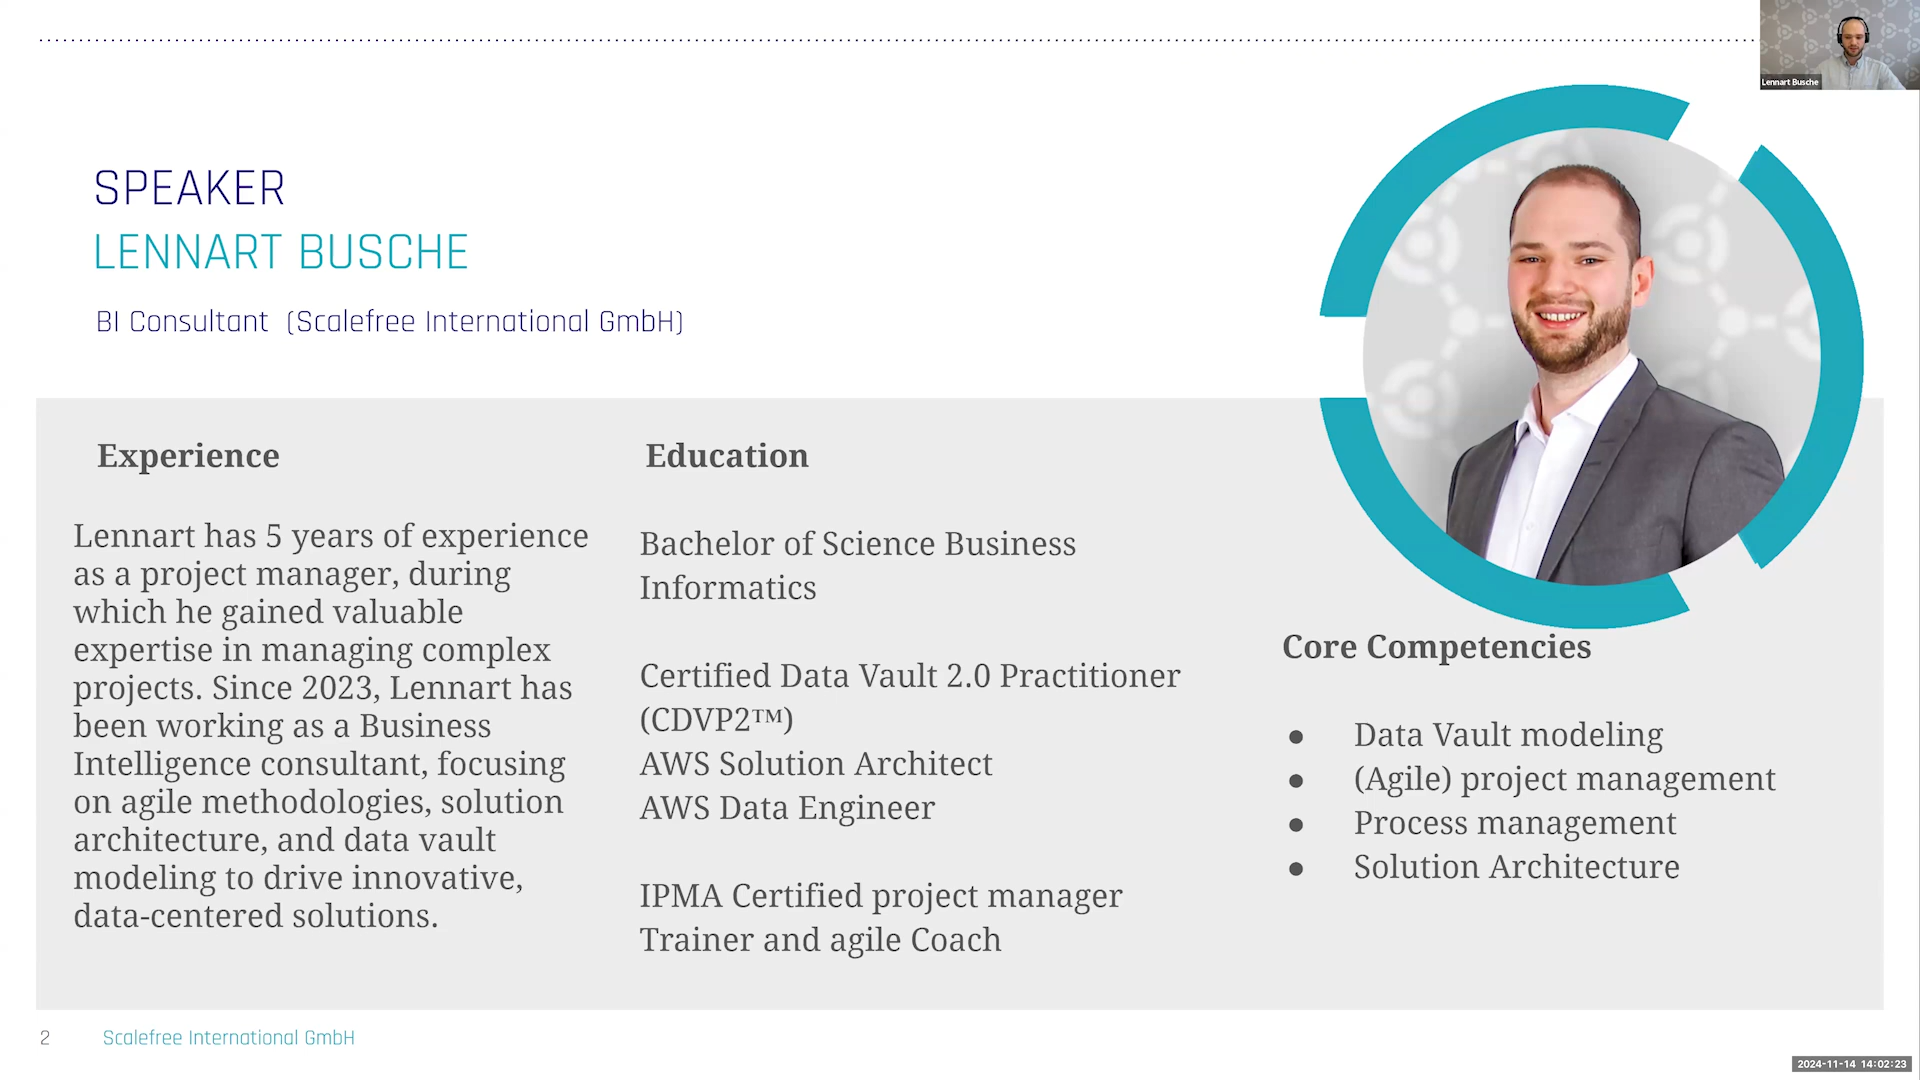 Lennart Busche
SPEAKER
LENNART BUSCHE
BI Consultant (Scalefree International GmbH)
Experience
Lennart has 5 years of experience
as a project manager, during
which he gained valuable
expertise in managing complex
projects. Since 2023, Lennart has
been working as a Business
Intelligence consultant, focusing
on agile methodologies, solution
architecture, and data vault
modeling to drive innovative,
data-centered solutions.
Education
Bachelor of Science Business
Informatics
Certified Data Vault 2.0 Practitioner
(CDVP2™)
AWS Solution Architect
AWS Data Engineer
IPMA Certified project manager
Trainer and agile Coach
Core Competencies
● Data Vault modeling
● (Agile) project management
● Process management
● Solution Architecture
2 Scalefree International GmbH
2024-11-14 14:02:23